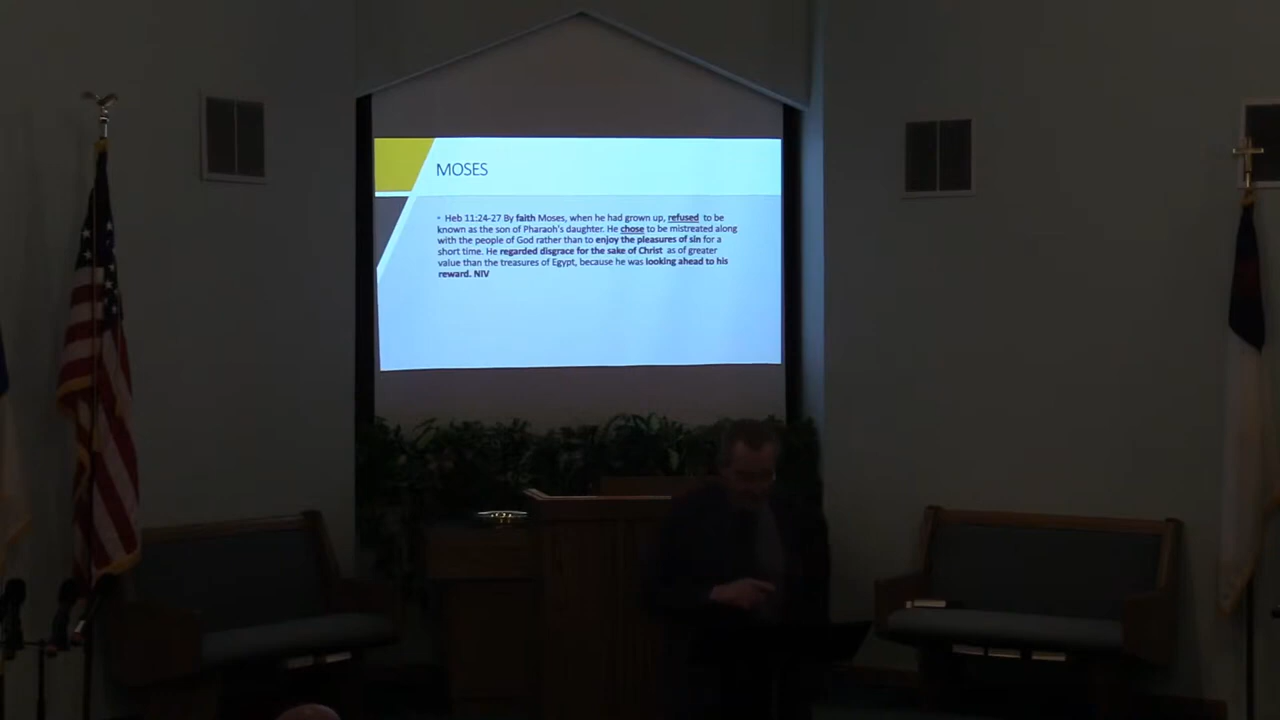 MOSES
• Heb 11:24-27 By faith Moses, when he had grown up, refused to be
known as the son of Pharaoh's daughter. He chose to be mistreated along
with the people of God rather than to enjoy the pleasures of sin for a
short time. He regarded disgrace for the sake of Christ as of greater
value than the treasures of Egypt, because he was looking ahead to his
reward. NIV